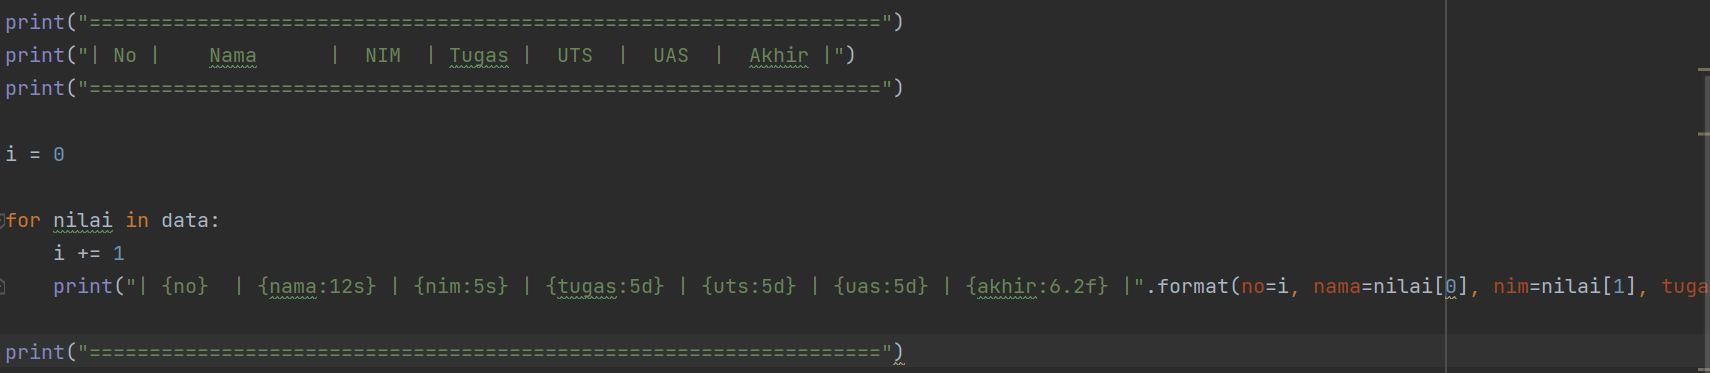 print("==================================================================")
print("| No |    Nama      |  NIM  | Tugas |  UTS  |  UAS  |  Akhir |")
print("==================================================================")
i = 0
for nilai in data:
    i += 1
    print("| {no}  | {nama:12s} | {nim:5s} | {tugas:5d} | {uts:5d} | {uas:5d} | {akhir:6.2f} |".format(no=i, nama=nilai[0], nim=nilai[1], tuga
print("==================================================================")